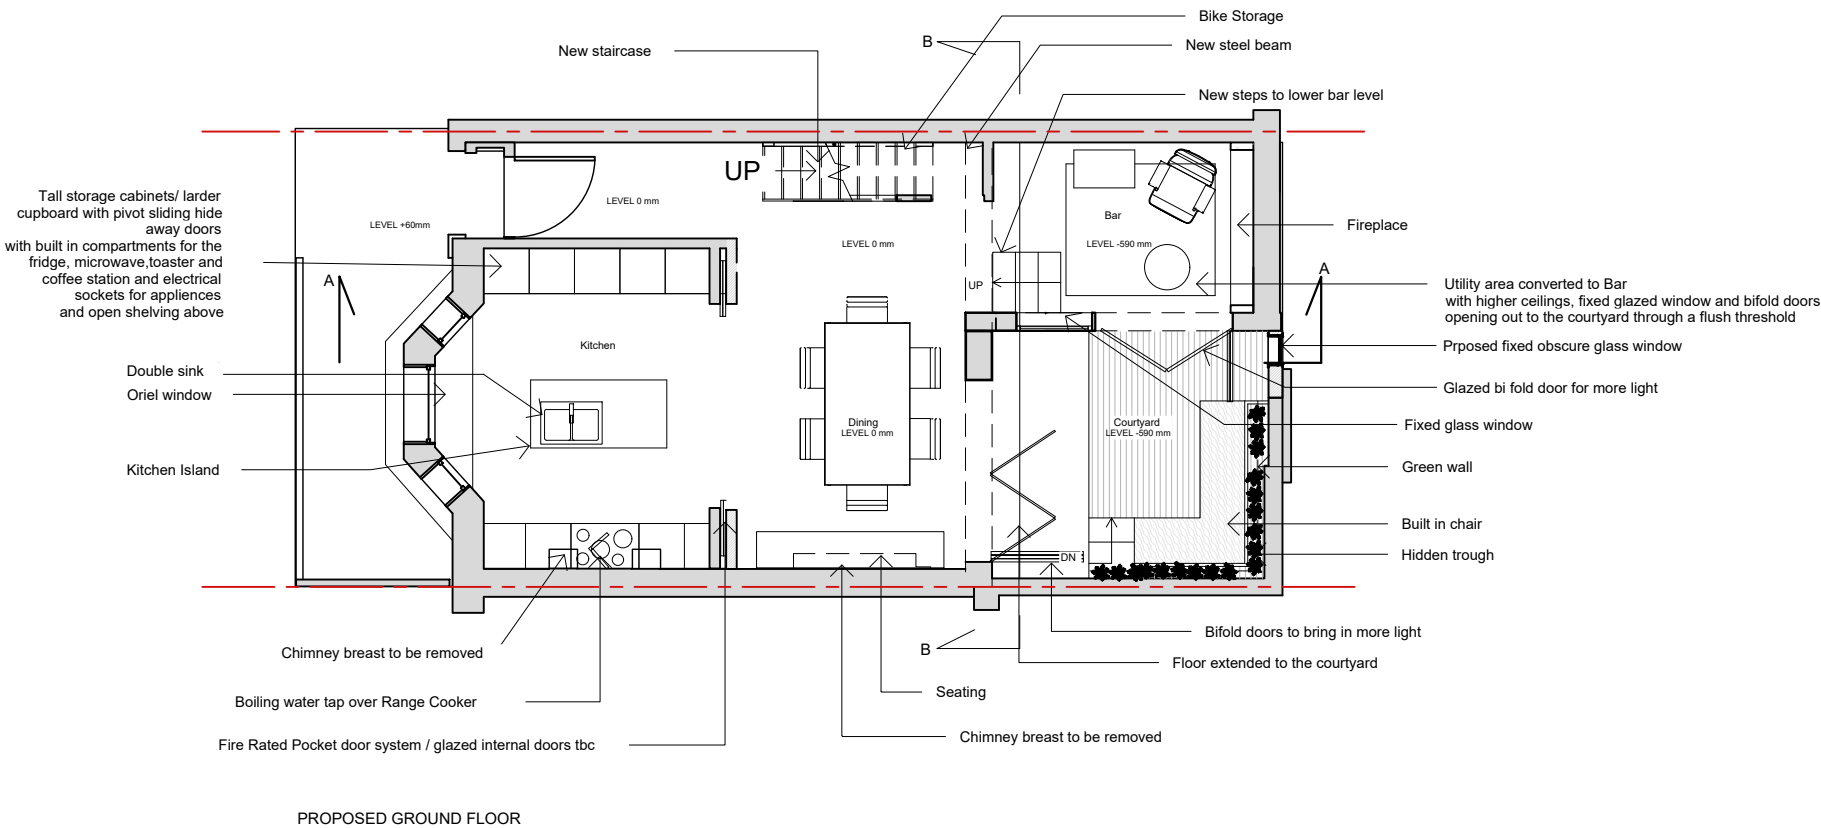 Bike Storage
B
New steel beam
New staircase
New steps to lower bar level
UP
Tall storage cabinets/ larder
cupboard with pivot sliding hide
away doors
with built in compartments for the
fridge, microwave,toaster and
coffee station and electrical
sockets for appliences
and open shelving above
LEVEL 0 mm
LEVEL +60mm
LEVEL 0 mm
Bar
LEVEL -590 mm
Fireplace
A
UP
A
Utility area converted to Bar
with higher ceilings, fixed glazed window and bifold doors
opening out to the courtyard through a flush threshold
Kitchen
Prposed fixed obscure glass window
Double sink
Glazed bi fold door for more light
Oriel window
Dining
LEVEL 0 mm
Courtyard
LEVEL -590 mm
Fixed glass window
Kitchen Island
Green wall
Built in chair
Hidden trough
DN
Bifold doors to bring in more light
B
Chimney breast to be removed
Floor extended to the courtyard
Seating
Boiling water tap over Range Cooker
Chimney breast to be removed
Fire Rated Pocket door system / glazed internal doors tbc
PROPOSED GROUND FLOOR